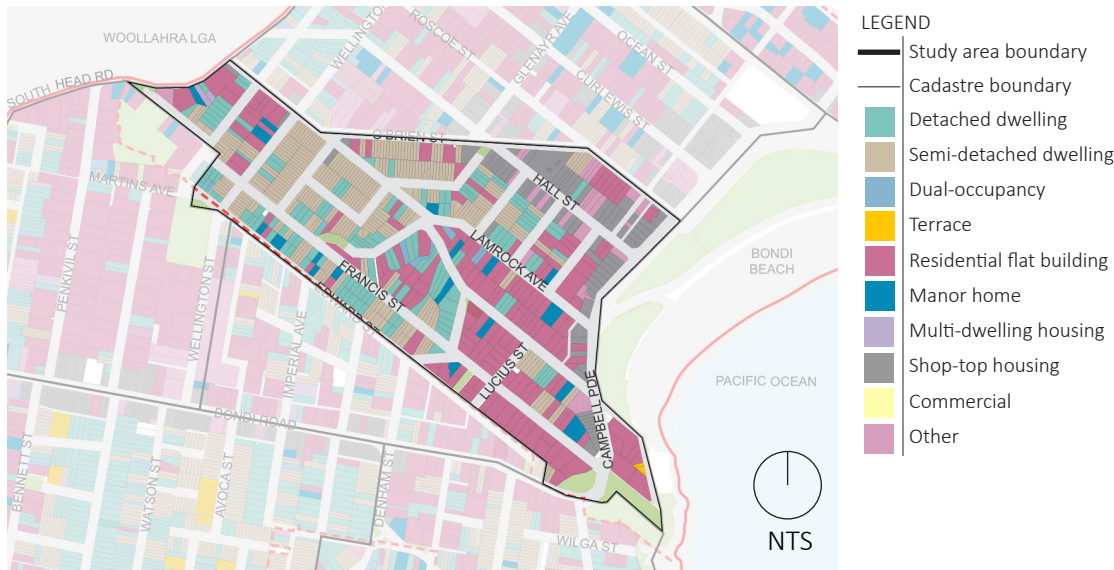 WOOLLAHRA LGA
SOUTH HEAD RD
WELLINGTON
ROSCOE ST
GLENAYR AVE
OCEAN ST
CURLEWIS ST
O'BRIEN ST
HALL ST
MARTINS AVE
PENKIVIL ST
WELLINGTON ST
IMPERIAL AVE
FRANCIS ST
EDWARD ST
LAMROCK AVE
LUCIUS ST
CAMPBELL PDE
BONDI
BEACH
PACIFIC OCEAN
BONDI ROAD
BENNETT ST
WATSON ST
AVOCA ST
DENHAM ST
WILGA ST
NTS
LEGEND
Study area boundary
Cadastre boundary
Detached dwelling
Semi-detached dwelling
Dual-occupancy
Terrace
Residential flat building
Manor home
Multi-dwelling housing
Shop-top housing
Commercial
Other